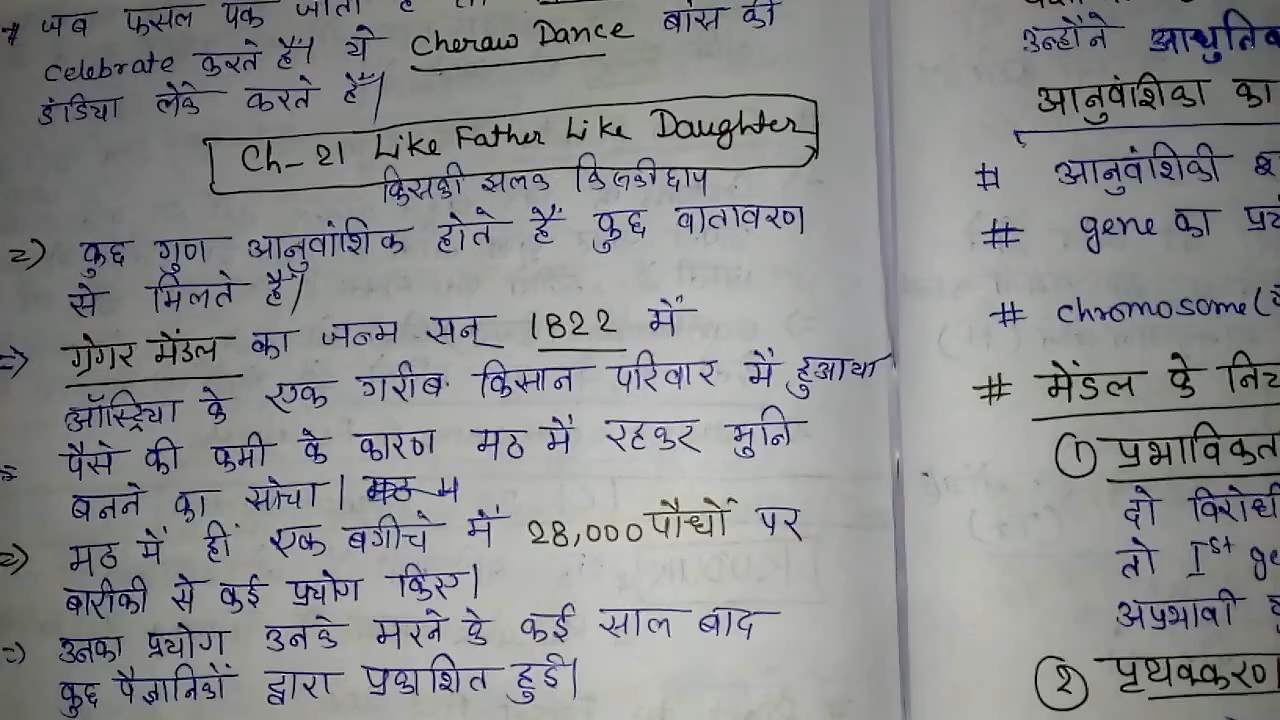 जब फसल पक जाता है
celebrate करते हैं। ये Cheraw Dance बांस की
डंडिया लेके करते हैं।
Ch-21 Like Father Like Daughter
किसकी झलक किसकी छाप
=) कुछ गुण आनुवांशिक होते हैं कुछ वातावरण
से मिलते हैं।
=) ग्रेगर मेंडल का जन्म सन् 1822 में
ऑस्ट्रिया के एक गरीब किसान परिवार में हुआ था
पैसे की कमी के कारण मठ में रहकर मुनि
बनने का सोचा।
=) मठ में हीं एक बगीचे में 28,000 पौधों पर
बारीकी से कई प्रयोग किए।
=) उनका प्रयोग उनके मरने के कई साल बाद
कुछ वैज्ञानिकों द्वारा प्रकाशित हुई।
उन्होंने
आनुवंशिकी का
# आनुवंशिकी
# gene का
# chromosome(
# मेंडल के
① प्रभाविकत
दो विरोधी
तो Ist ge
अप्रभावी
② पृथक्करण